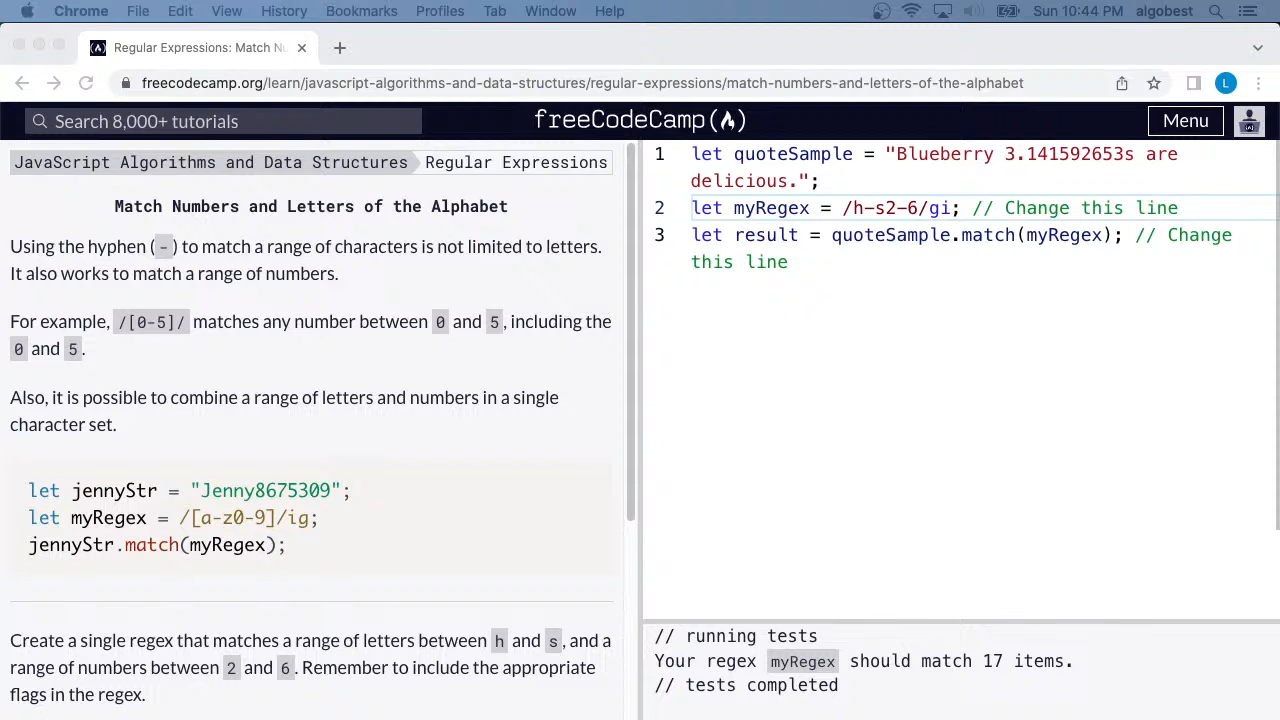 Chrome File Edit View History Bookmarks Profiles Tab Window Help Sun 10:44 PM algobest
Regular Expressions: Match Nu
freecodecamp.org/learn/javascript-algorithms-and-data-structures/regular-expressions/match-numbers-and-letters-of-the-alphabet L
Search 8,000+ tutorials
freeCodeCamp(🔥)
Menu
JavaScript Algorithms and Data Structures Regular Expressions
Match Numbers and Letters of the Alphabet
Using the hyphen (-) to match a range of characters is not limited to letters.
It also works to match a range of numbers.
For example, /[0-5]/ matches any number between 0 and 5, including the
0 and 5.
Also, it is possible to combine a range of letters and numbers in a single
character set.
let jennyStr = "Jenny8675309";
let myRegex = /[a-z0-9]/ig;
jennyStr.match(myRegex);
Create a single regex that matches a range of letters between h and s, and a
range of numbers between 2 and 6. Remember to include the appropriate
flags in the regex.
1 let quoteSample = "Blueberry 3.141592653s are
delicious.";
2 let myRegex = /h-s2-6/gi; // Change this line
3 let result = quoteSample.match(myRegex); // Change
this line
// running tests
Your regex myRegex should match 17 items.
// tests completed